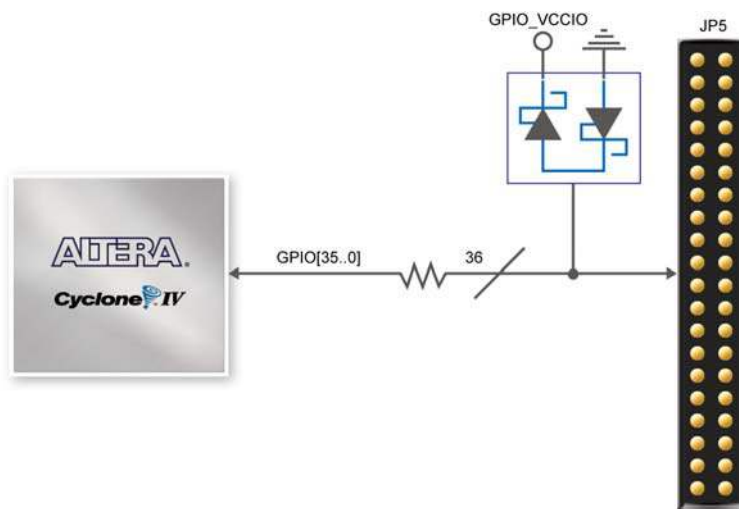 GPIO_VCCIO
JP5
ALTERA®
GPIO[35..0]
36
Cyclone IV